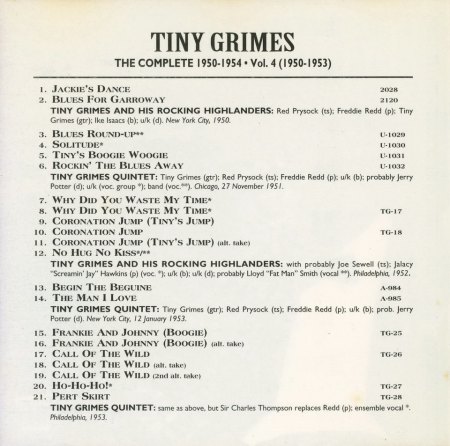 TINY GRIMES
THE COMPLETE 1950-1954 • Vol. 4 (1950-1953)
1. JACKIE'S DANCE 2028
2. BLUES FOR GARROWAY 2120
TINY GRIMES AND HIS ROCKING HIGHLANDERS: Red Prysock (ts); Freddie Redd (p); Tiny
Grimes (gtr); Ike Isaacs (b); u/k (d). New York City, 1950.
3. BLUES ROUND-UP** U-1029
4. SOLITUDE* U-1030
5. TINY'S BOOGIE WOOGIE U-1031
6. ROCKIN' THE BLUES AWAY U-1032
TINY GRIMES QUINTET: Tiny Grimes (gtr); Red Prysock (ts); Freddie Redd (p); u/k (b); probably Jerry
Potter (d); u/k (voc. group *); band (voc.**). Chicago, 27 November 1951.
7. WHY DID YOU WASTE MY TIME*
8. WHY DID YOU WASTE MY TIME* TG-17
9. CORONATION JUMP (TINY'S JUMP)
10. CORONATION JUMP TG-18
11. CORONATION JUMP (TINY'S JUMP) (alt. take)
12. NO HUG NO KISS*/**
TINY GRIMES AND HIS ROCKING HIGHLANDERS: with probably Joe Sewell (ts); Jalacy
"Screamin' Jay" Hawkins (p) (voc. *); u/k (b); u/k (d); probably Lloyd "Fat Man" Smith (vocal **). Philadelphia, 1952.
13. BEGIN THE BEGUINE A-984
14. THE MAN I LOVE A-985
TINY GRIMES QUINTET: Tiny Grimes (gtr); Red Prysock (ts); Freddie Redd (p); u/k (b); prob. Jerry
Potter (d). New York City, 12 January 1953.
15. FRANKIE AND JOHNNY (BOOGIE) TG-25
16. FRANKIE AND JOHNNY (BOOGIE) (alt. take)
17. CALL OF THE WILD TG-26
18. CALL OF THE WILD (alt. take)
19. CALL OF THE WILD (2nd alt. take)
20. HO-HO-HO!* TG-27
21. PERT SKIRT TG-28
TINY GRIMES QUINTET: same as above, but Sir Charles Thompson replaces Redd (p); ensemble vocal *.
Philadelphia, 1953.